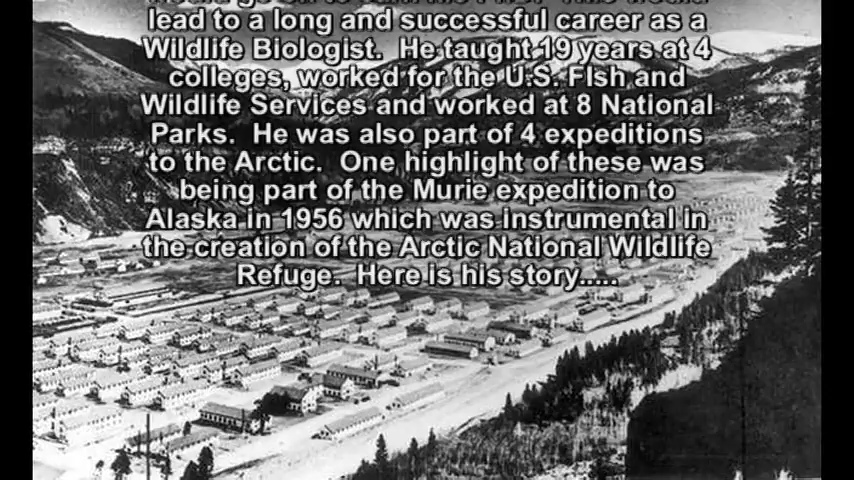 lead to a long and successful career as a
Wildlife Biologist.  He taught 19 years at 4
colleges, worked for the U.S. FIsh and
Wildlife Services and worked at 8 National
Parks.  He was also part of 4 expeditions
to the Arctic.  One highlight of these was
being part of the Murie expedition to
Alaska in 1956 which was instrumental in
the creation of the Arctic National Wildlife
Refuge.  Here is his story.....